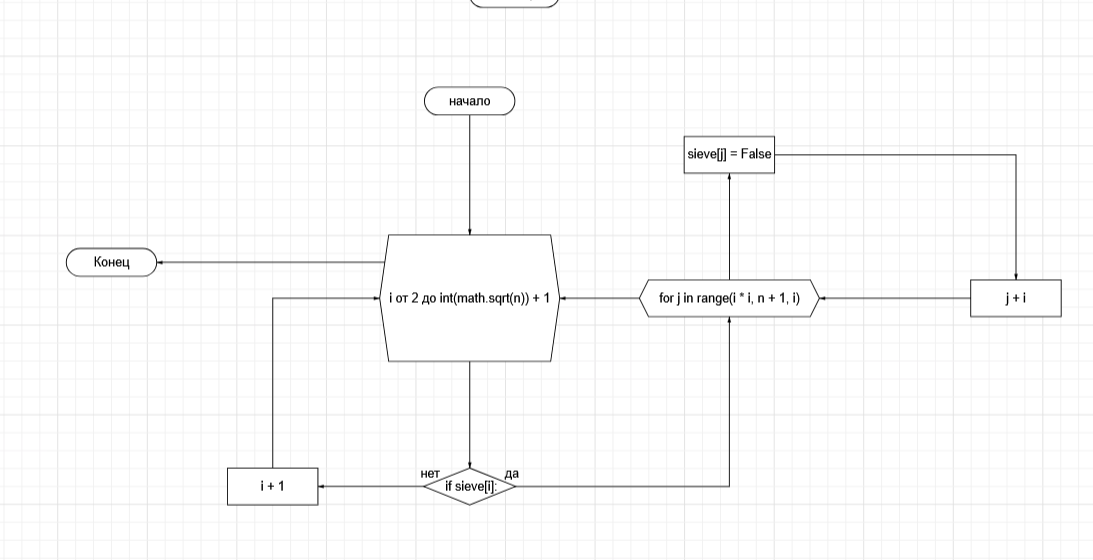 начало
sieve[j] = False
Конец
i от 2 до int(math.sqrt(n)) + 1
for j in range(i * i, n + 1, i)
j + i
нет
да
if sieve[i]:
i + 1